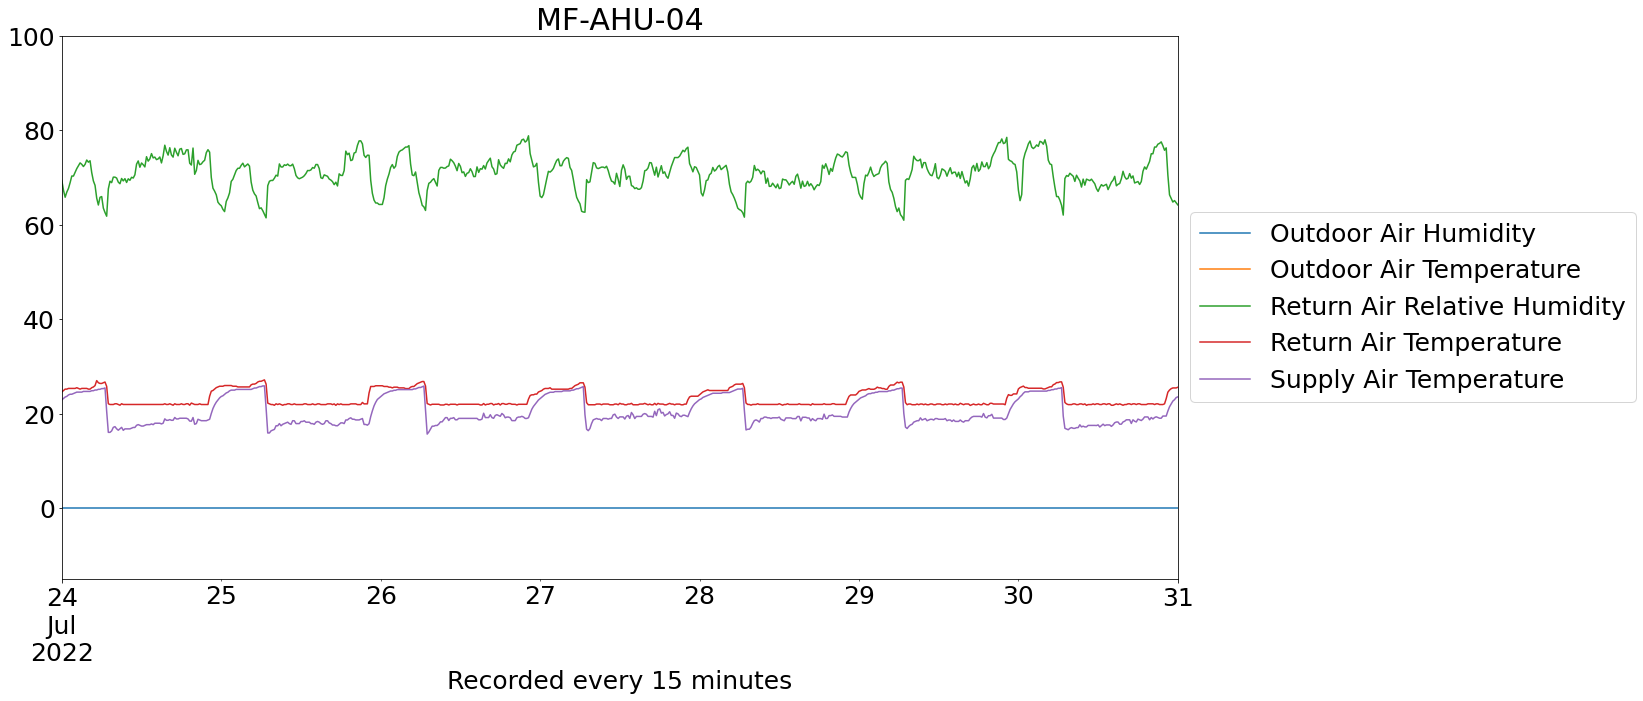 MF-AHU-04
100
80
60
40
20
0
24 25 26 27 28 29 30 31
Jul
2022
Recorded every 15 minutes
Outdoor Air Humidity
Outdoor Air Temperature
Return Air Relative Humidity
Return Air Temperature
Supply Air Temperature